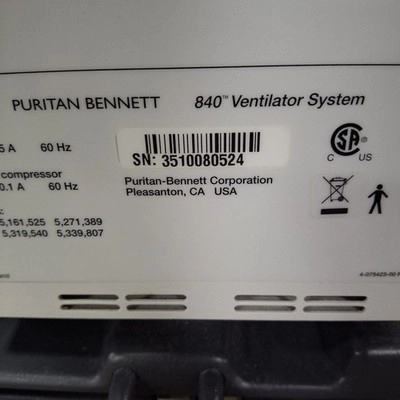 PURITAN BENNETT 840™ Ventilator System
5 A 60 Hz
SN: 3510080524
C US
compressor
0.1 A 60 Hz
Puritan-Bennett Corporation
Pleasanton, CA USA
5,161,525 5,271,389
5,319,540 5,339,807